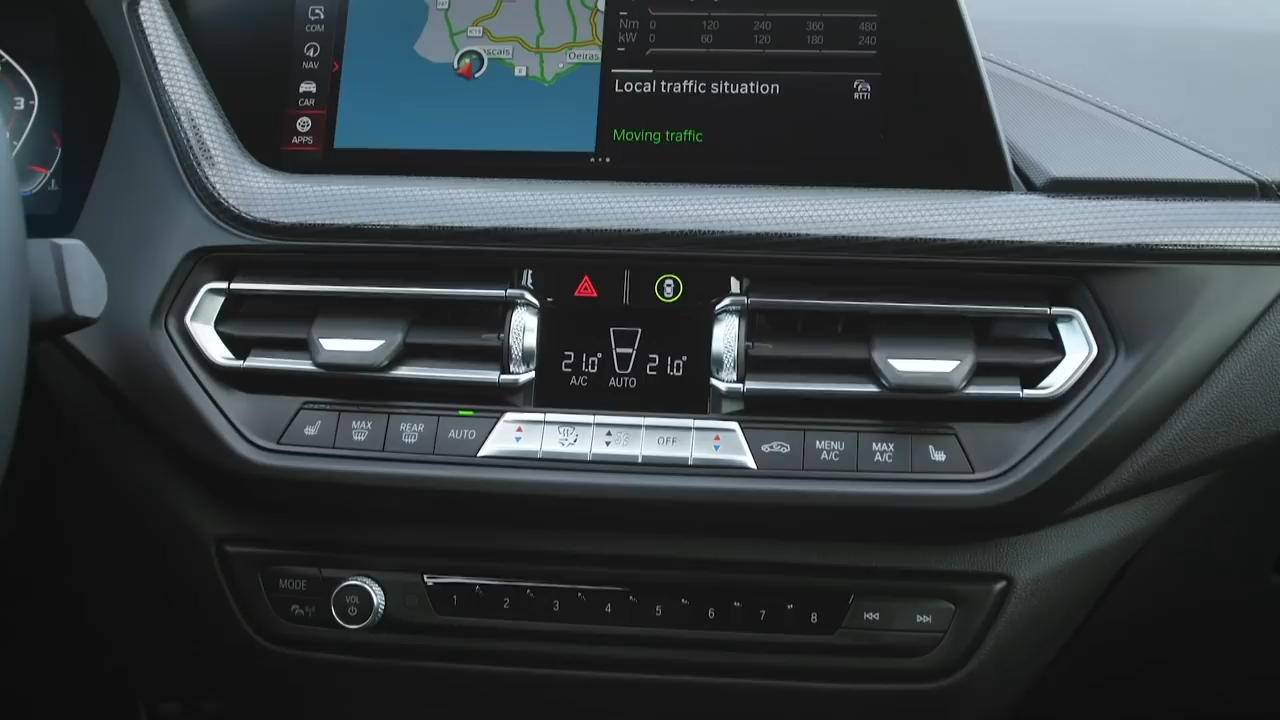 COM
NAV
CAR
APPS
Oeiras
Nm 0 120 240 360 480
kW 0 60 120 180 240
Local traffic situation
RTTI
Moving traffic
3
21.0°
A/C
AUTO
21.0°
MAX
REAR
AUTO
OFF
MENU
A/C
MAX
A/C
MODE
VOL
1 2 3 4 5 6 7 8